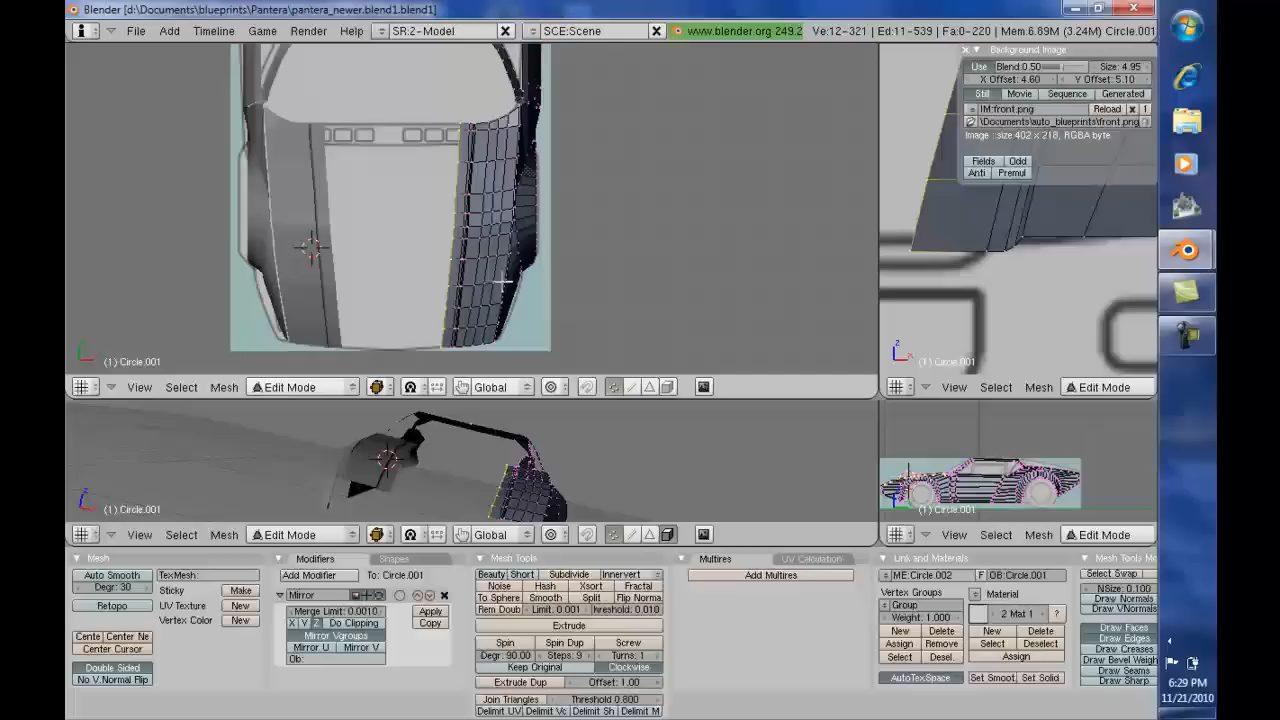 Blender [d:\Documents\blueprints\Pantera\pantera_newer.blend1.blend1]
File Add Timeline Game Render Help SR:2-Model SCE:Scene www.blender.org 249.2 Ve:12-321 | Ed:11-539 | Fa:0-220 | Mem:6.89M (3.24M) Circle.001
Background Image
Use Blend:0.50 Size: 4.95
X Offset: 4.60 Y Offset: 5.10
Still Movie Sequence Generated
IM:front.png Reload 1
\Documents\auto_blueprints\front.png
Image : size 402 x 218, RGBA byte
Fields Odd
Anti Premul
(1) Circle.001
(1) Circle.001
View Select Mesh Edit Mode Global
View Select Mesh Edit Mode
(1) Circle.001
(1) Circle.001
View Select Mesh Edit Mode Global
View Select Mesh Edit Mode
Mesh
Auto Smooth
Degr: 30
Retopo
Cente Center Ne
Center Cursor
Double Sided
No V.Normal Flip
TexMesh:
Sticky Make
UV Texture New
Vertex Color New
Modifiers Shapes
Add Modifier To: Circle.001
Mirror
Merge Limit: 0.0010
X Y Z Do Clipping
Mirror Vgroups
Mirror U Mirror V
Ob:
Apply
Copy
Mesh Tools
Beauty Short Subdivide Innervert
Noise Hash Xsort Fractal
To Sphere Smooth Split Flip Norma
Rem Doub Limit: 0.001 hreshold: 0.010
Extrude
Spin Spin Dup Screw
Degr: 90.00 Steps: 9 Turns: 1
Keep Original Clockwise
Extrude Dup Offset: 1.00
Join Triangles Threshold 0.800
Delimit UV Delimit Vc Delimit Sh Delimit M
Multires UV Calculation
Add Multires
Link and Materials
ME:Circle.002 F OB:Circle.001
Vertex Groups
Group
Weight: 1.000
New Delete
Assign Remove
Select Desel.
AutoTexSpace
Material
2 Mat 1 ?
New Delete
Select Deselect
Assign
Set Smoot Set Solid
Mesh Tools Mo
Select Swap
NSize: 0.100
Draw Normals
Draw VNormals
Draw Faces
Draw Edges
Draw Creases
Draw Bevel Weigh
Draw Seams
Draw Sharp
6:29 PM
11/21/2010